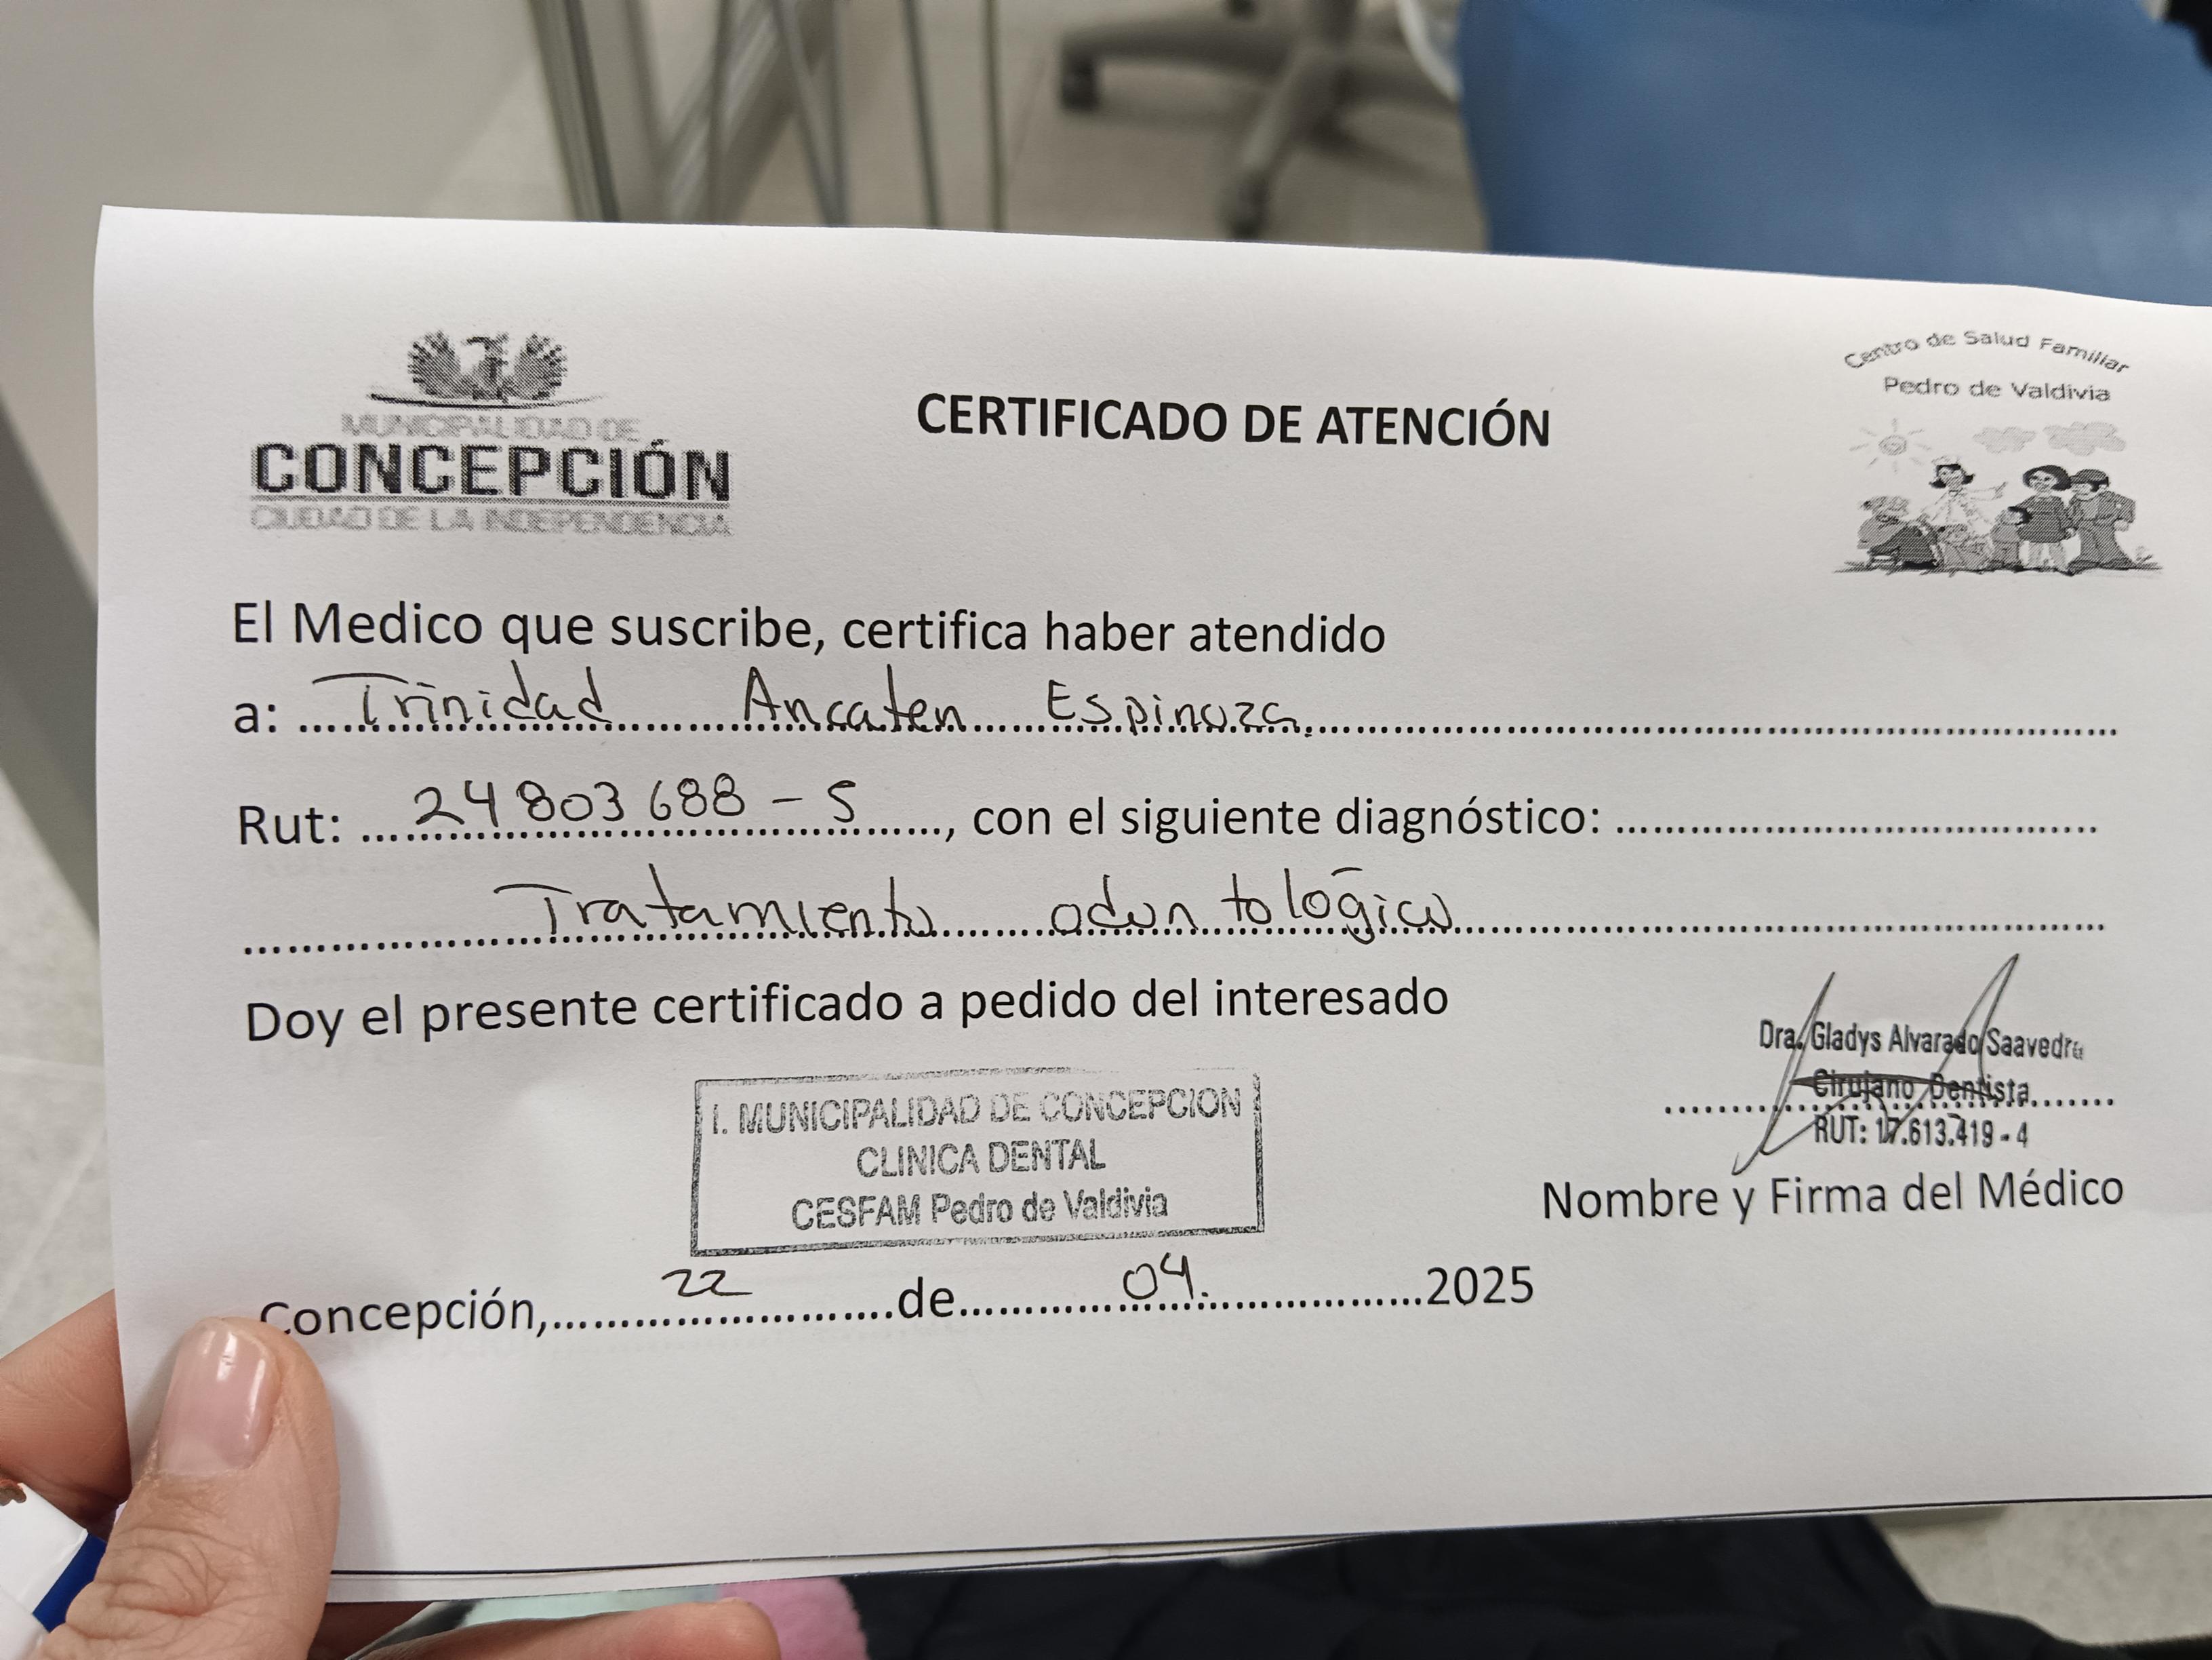 MUNICIPALIDAD DE
CONCEPCIÓN
CIUDAD DE LA INDEPENDENCIA
CERTIFICADO DE ATENCIÓN
Centro de Salud Familiar
Pedro de Valdivia
El Medico que suscribe, certifica haber atendido
a: Trinidad Ancaten Espinoza
Rut: 24803688-5, con el siguiente diagnóstico:
Tratamiento odontológico
Doy el presente certificado a pedido del interesado
Dra. Gladys Alvarado Saavedra
Cirujano Dentista
RUT: 17.613.419-4
Nombre y Firma del Médico
I. MUNICIPALIDAD DE CONCEPCION
CLINICA DENTAL
CESFAM Pedro de Valdivia
Concepción, 22 de 04. 2025